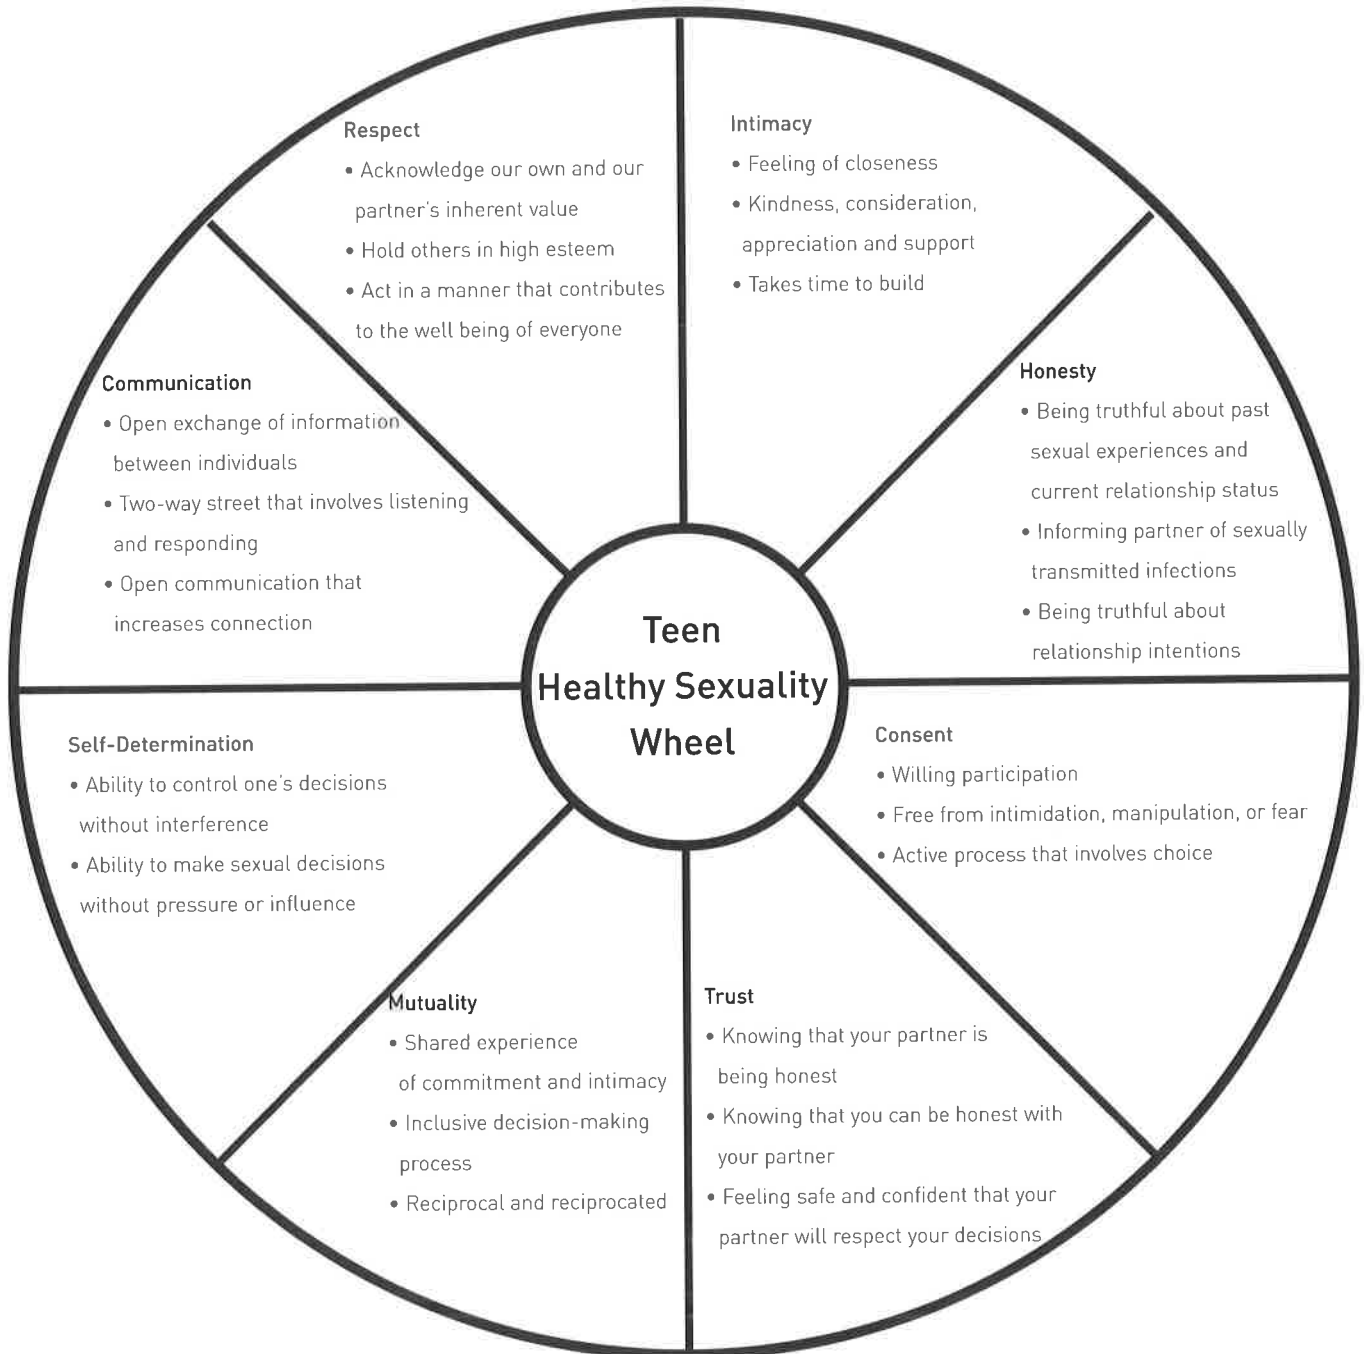 Respect
• Acknowledge our own and our
partner's inherent value
• Hold others in high esteem
• Act in a manner that contributes
to the well being of everyone
Intimacy
• Feeling of closeness
• Kindness, consideration,
appreciation and support
• Takes time to build
Communication
• Open exchange of information
between individuals
• Two-way street that involves listening
and responding
• Open communication that
increases connection
Honesty
• Being truthful about past
sexual experiences and
current relationship status
• Informing partner of sexually
transmitted infections
• Being truthful about
relationship intentions
Teen
Healthy Sexuality
Wheel
Self-Determination
• Ability to control one's decisions
without interference
• Ability to make sexual decisions
without pressure or influence
Consent
• Willing participation
• Free from intimidation, manipulation, or fear
• Active process that involves choice
Mutuality
• Shared experience
of commitment and intimacy
• Inclusive decision-making
process
• Reciprocal and reciprocated
Trust
• Knowing that your partner is
being honest
• Knowing that you can be honest with
your partner
• Feeling safe and confident that your
partner will respect your decisions